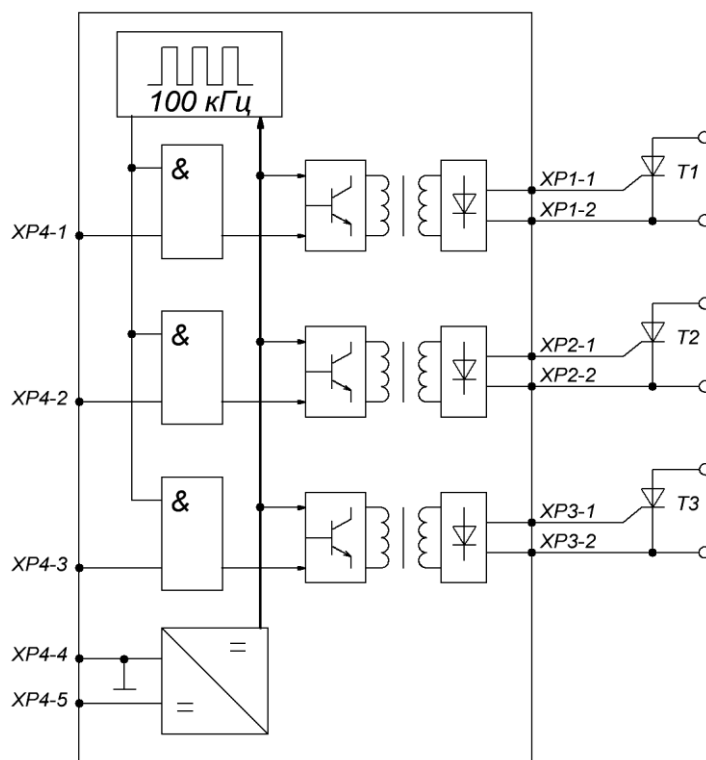 100 кГц
&
XP1-1
T1
XP1-2
XP4-1
&
XP2-1
T2
XP2-2
XP4-2
&
XP3-1
T3
XP3-2
XP4-3
XP4-4
XP4-5